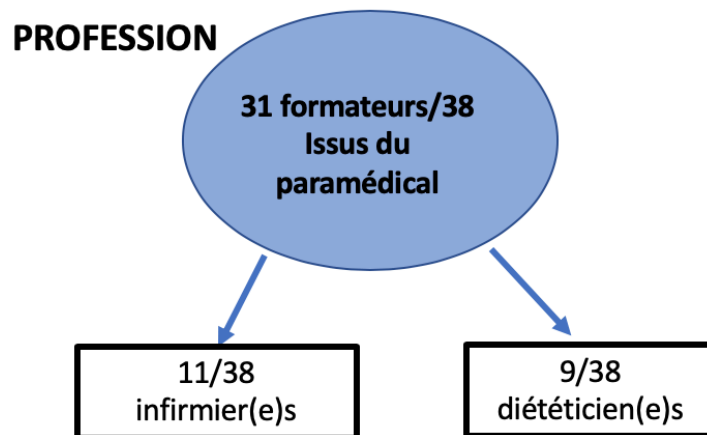 PROFESSION
31 formateurs/38
Issus du
paramédical
11/38
infirmier(e)s
9/38
diététicien(e)s